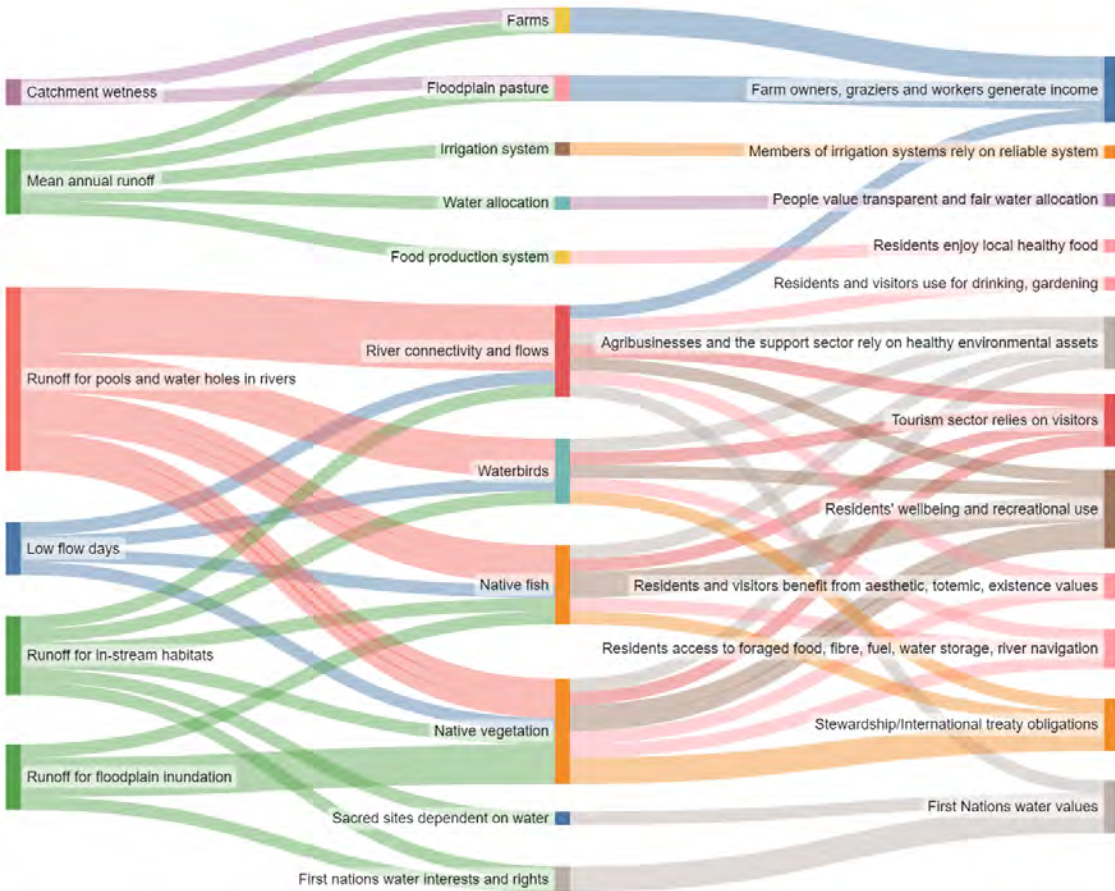 Farms
Catchment wetness
Floodplain pasture
Farm owners, graziers and workers generate income
Irrigation system
Members of irrigation systems rely on reliable system
Mean annual runoff
Water allocation
People value transparent and fair water allocation
Food production system
Residents enjoy local healthy food
Residents and visitors use for drinking, gardening
River connectivity and flows
Agribusinesses and the support sector rely on healthy environmental assets
Runoff for pools and water holes in rivers
Tourism sector relies on visitors
Waterbirds
Residents' wellbeing and recreational use
Low flow days
Native fish
Residents and visitors benefit from aesthetic, totemic, existence values
Runoff for in-stream habitats
Residents access to foraged food, fibre, fuel, water storage, river navigation
Native vegetation
Stewardship/International treaty obligations
Runoff for floodplain inundation
Sacred sites dependent on water
First Nations water values
First nations water interests and rights